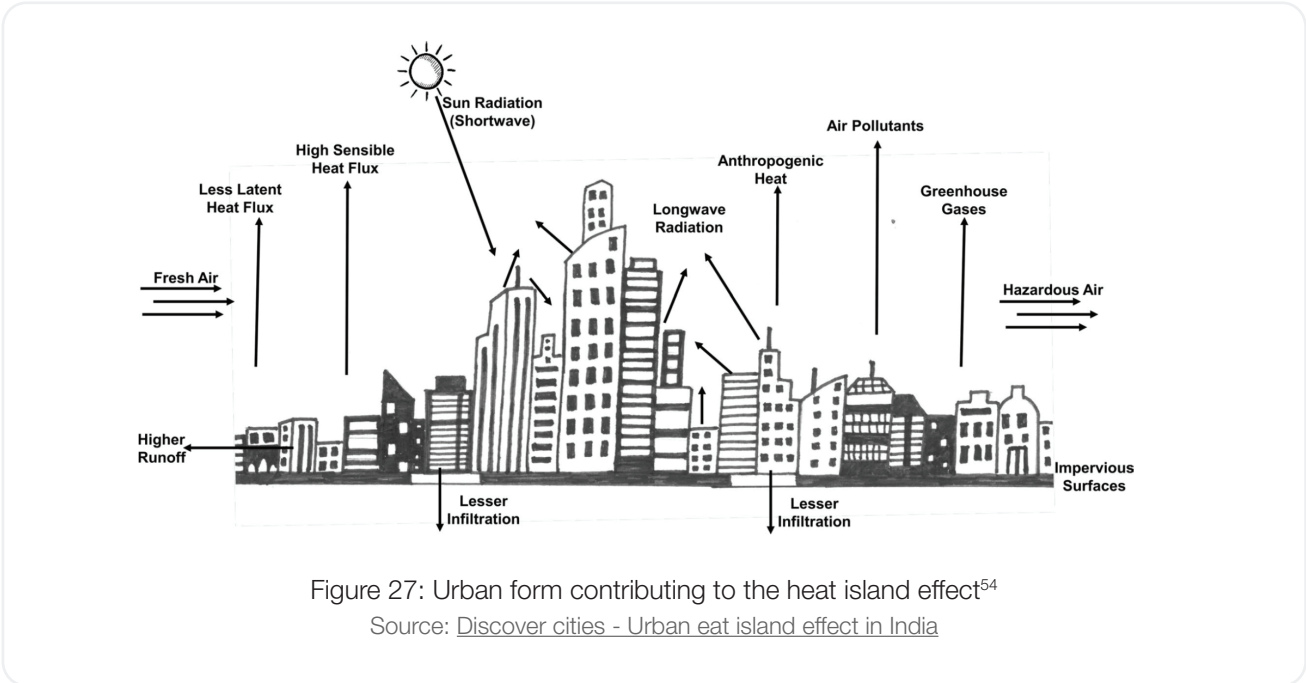 Sun Radiation
(Shortwave)
Air Pollutants
High Sensible
Heat Flux
Anthropogenic
Heat
Less Latent
Heat Flux
Longwave
Radiation
Greenhouse
Gases
Fresh Air
Hazardous Air
Higher
Runoff
Impervious
Surfaces
Lesser
Infiltration
Lesser
Infiltration
Figure 27: Urban form contributing to the heat island effect⁵⁴
Source: Discover cities - Urban eat island effect in India